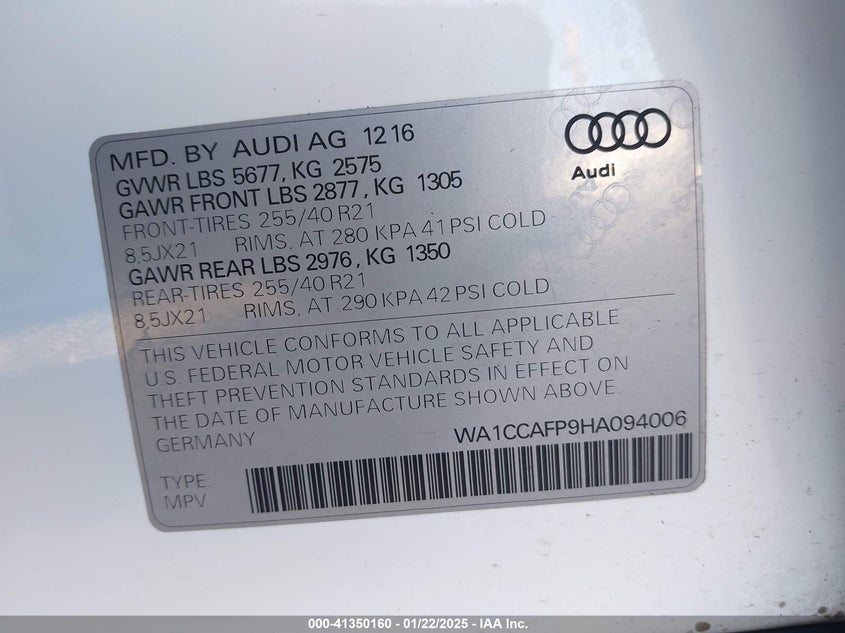 MFD. BY AUDI AG 12 16
GVWR LBS 5677, KG 2575
GAWR FRONT LBS 2877, KG 1305
FRONT-TIRES 255/40 R21
8,5JX21 RIMS, AT 280 KPA 41 PSI COLD
GAWR REAR LBS 2976, KG 1350
REAR-TIRES 255/40 R21
8,5JX21 RIMS, AT 290 KPA 42 PSI COLD
Audi
THIS VEHICLE CONFORMS TO ALL APPLICABLE
U.S. FEDERAL MOTOR VEHICLE SAFETY AND
THEFT PREVENTION STANDARDS IN EFFECT ON
THE DATE OF MANUFACTURE SHOWN ABOVE.
GERMANY WA1CCAFP9HA094006
TYPE:
MPV
000-41350160 - 01/22/2025 - IAA Inc.